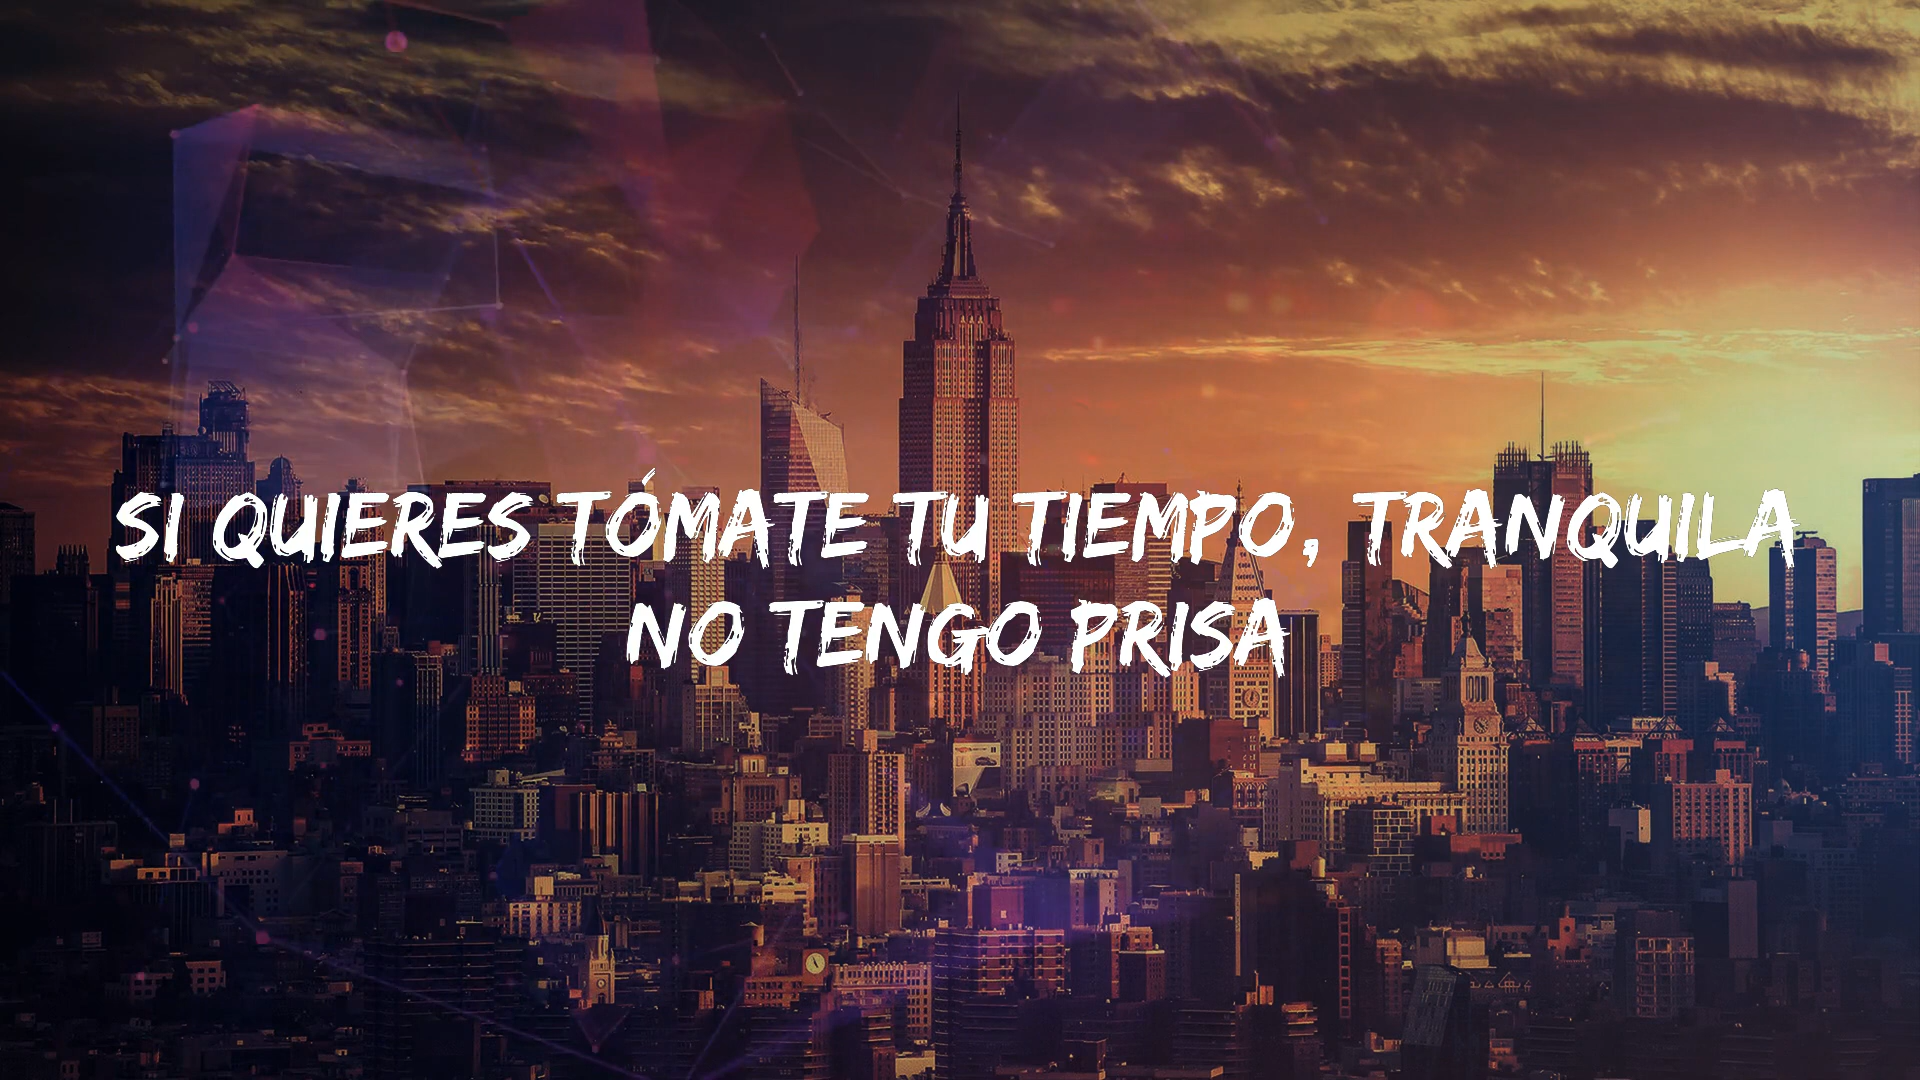 SI QUIERES TÓMATE TU TIEMPO, TRANQUILA
NO TENGO PRISA